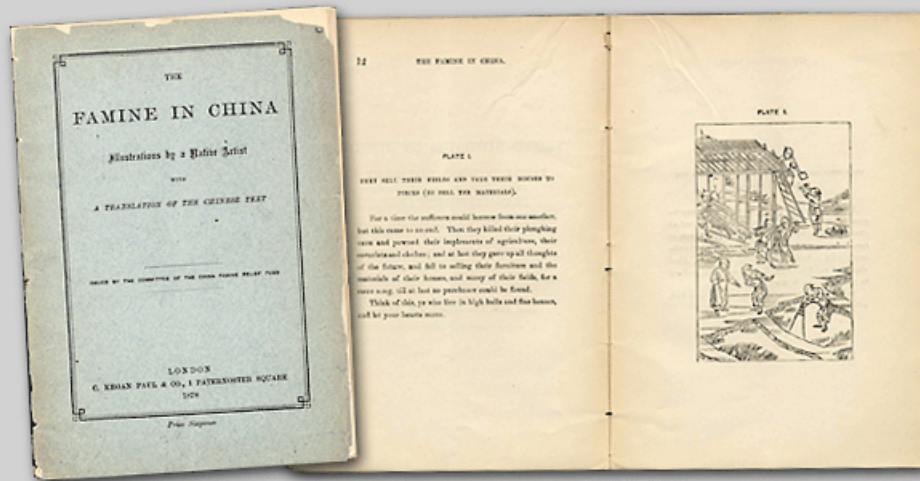 THE
FAMINE IN CHINA
Illustrations by a Native Artist
WITH
A TRANSLATION OF THE CHINESE TEXT
ISSUED BY THE COMMITTEE OF THE CHINA FAMINE RELIEF FUND
LONDON
C. KEGAN PAUL & CO., 1 PATERNOSTER SQUARE
1878
Price Sixpence
12 THE FAMINE IN CHINA.
PLATE I.
THEY SELL THEIR FIELDS AND TAKE THEIR HOUSES TO
PIECES (TO SELL THE MATERIALS).
For a time the sufferers could borrow from one another,
but this came to an end. Then they killed their ploughing
oxen and pawned their implements of agriculture, their
and clothes; and at last they gave up all thoughts
of the future, and fell to selling their furniture and the
materials of their houses, and many of their fields, for a
mere song, till at last no purchaser could be found.
Think of this, ye who live in high halls and fine houses,
and let your hearts move.
PLATE I.